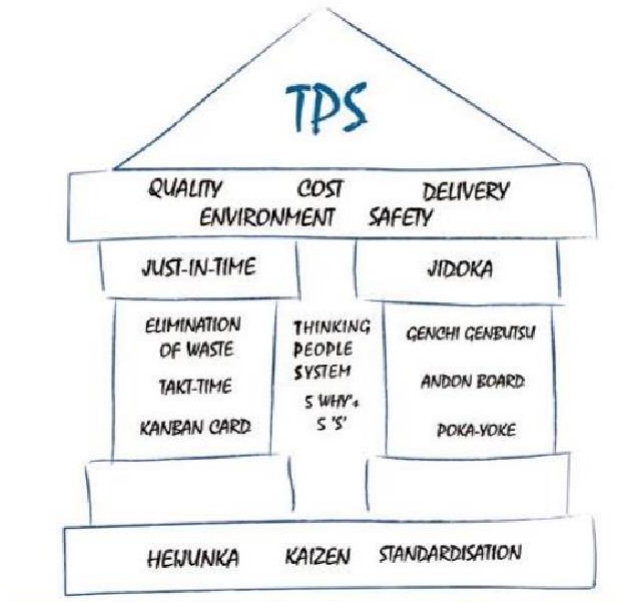 TPS
QUALITY COST DELIVERY
ENVIRONMENT SAFETY
JUST-IN-TIME
JIDOKA
ELIMINATION
OF WASTE
TAKT-TIME
KANBAN CARD
THINKING
PEOPLE
SYSTEM
5 WHY's
5 'S'
GENCHI GENBUTSU
ANDON BOARD
POKA-YOKE
HEIJUNKA KAIZEN STANDARDISATION